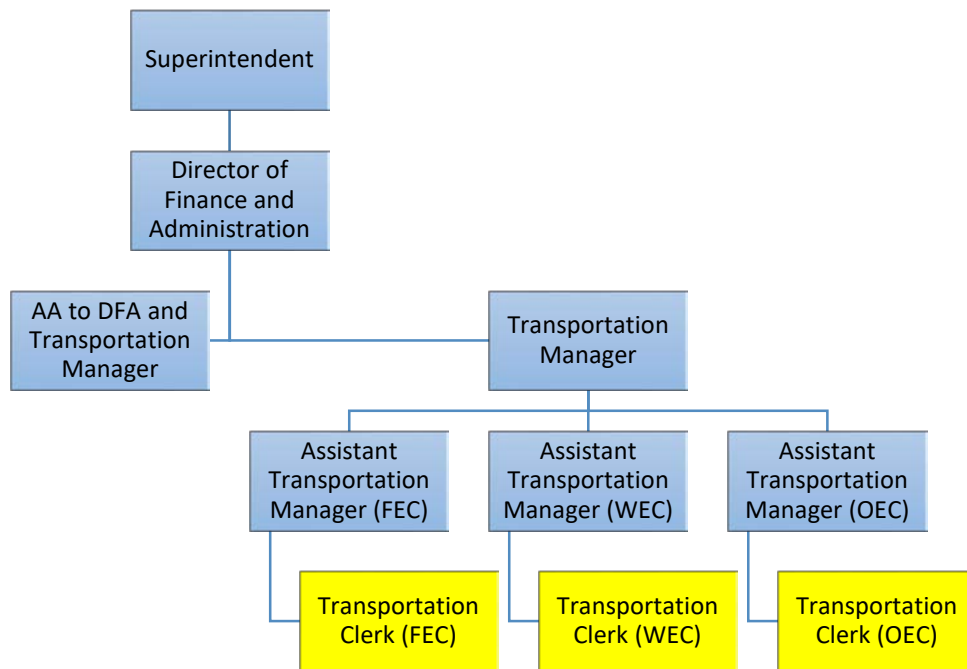 Superintendent
Director of
Finance and
Administration
AA to DFA and
Transportation
Manager
Transportation
Manager
Assistant
Transportation
Manager (FEC)
Assistant
Transportation
Manager (WEC)
Assistant
Transportation
Manager (OEC)
Transportation
Clerk (FEC)
Transportation
Clerk (WEC)
Transportation
Clerk (OEC)